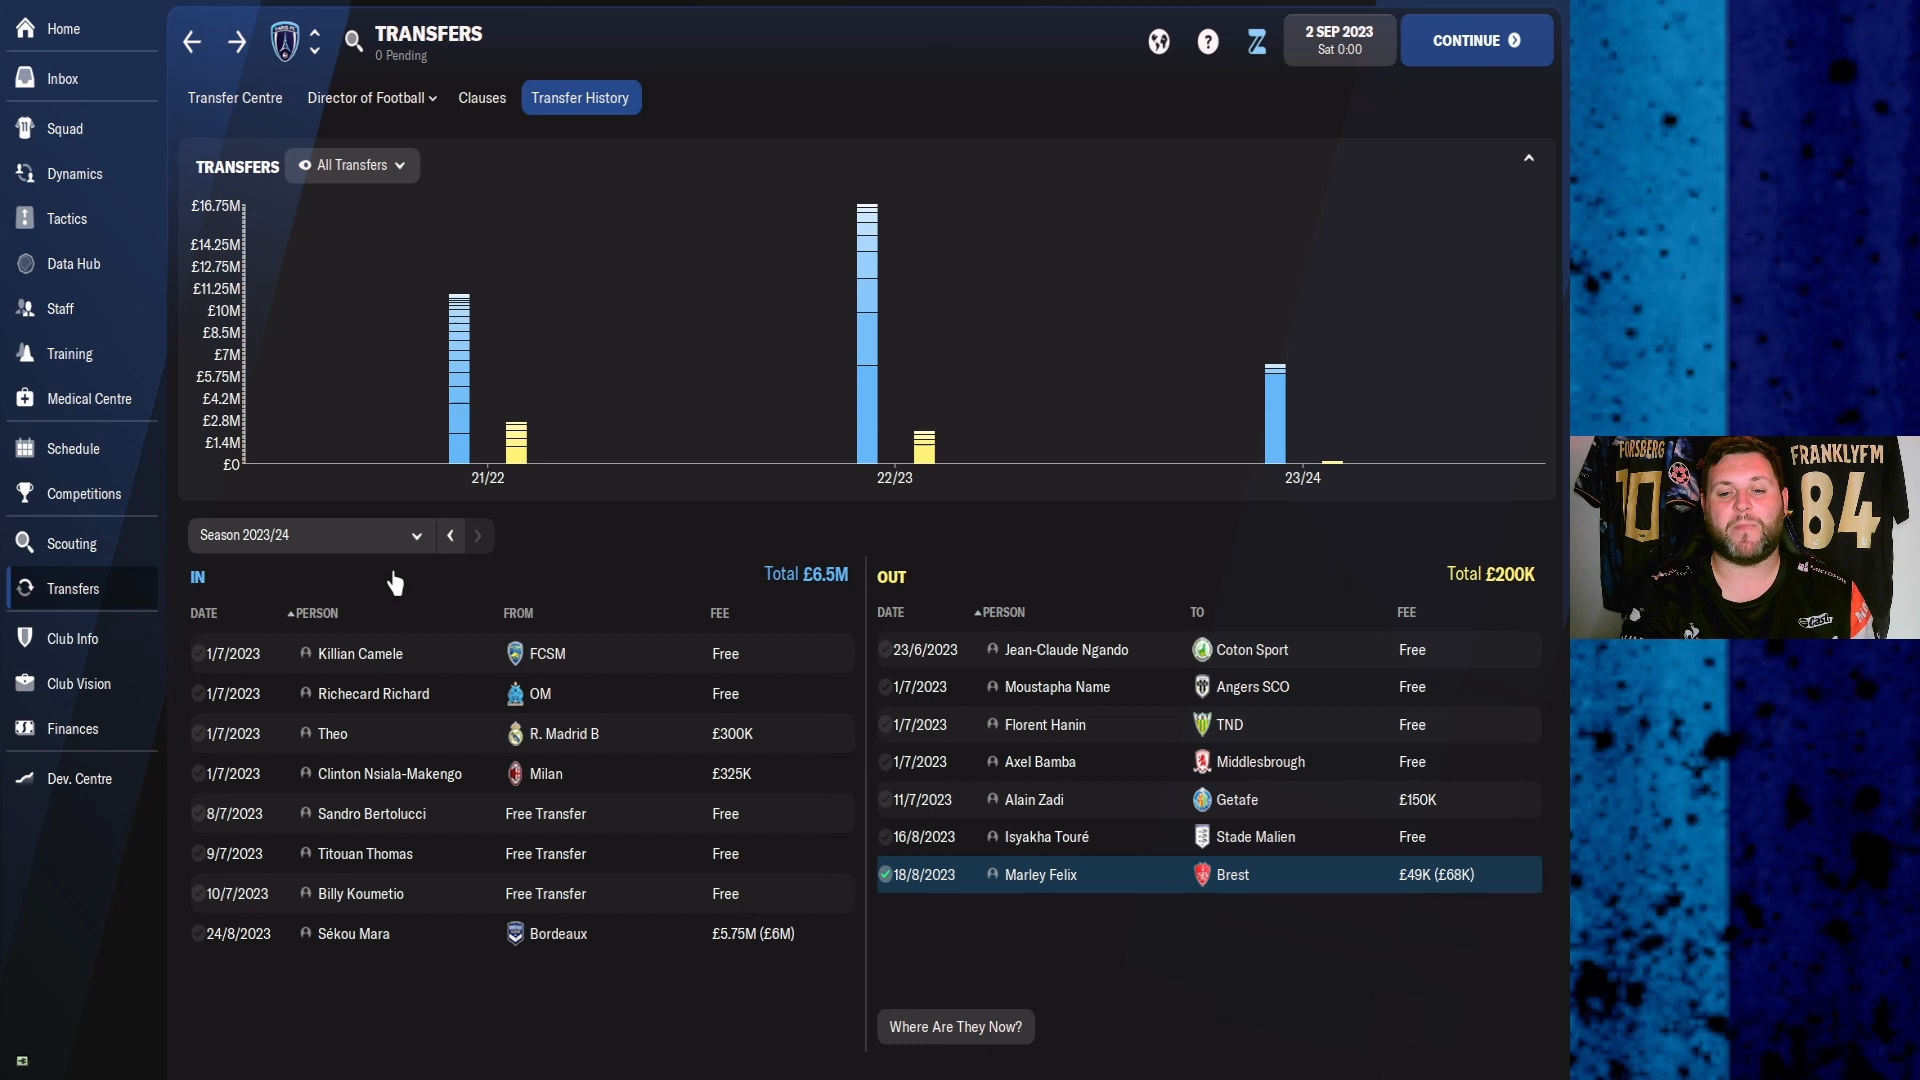 Home
Inbox
Squad
Dynamics
Tactics
Data Hub
Staff
Training
Medical Centre
Schedule
Competitions
Scouting
Transfers
Club Info
Club Vision
Finances
Dev. Centre
TRANSFERS
0 Pending
2 SEP 2023
Sat 0:00
CONTINUE
Transfer Centre Director of Football Clauses Transfer History
TRANSFERS All Transfers
£16.75M
£14.25M
£12.75M
£11.25M
£10M
£8.5M
£7M
£5.75M
£4.2M
£2.8M
£1.4M
£0
21/22 22/23 23/24
Season 2023/24
IN Total £6.5M
DATE PERSON FROM FEE
1/7/2023 Killian Camele FCSM Free
1/7/2023 Richecard Richard OM Free
1/7/2023 Theo R. Madrid B £300K
1/7/2023 Clinton Nsiala-Makengo Milan £325K
8/7/2023 Sandro Bertolucci Free Transfer Free
9/7/2023 Titouan Thomas Free Transfer Free
10/7/2023 Billy Koumetio Free Transfer Free
24/8/2023 Sékou Mara Bordeaux £5.75M (£6M)
OUT Total £200K
DATE PERSON TO FEE
23/6/2023 Jean-Claude Ngando Coton Sport Free
1/7/2023 Moustapha Name Angers SCO Free
1/7/2023 Florent Hanin TND Free
1/7/2023 Axel Bamba Middlesbrough Free
11/7/2023 Alain Zadi Getafe £150K
16/8/2023 Isyakha Touré Stade Malien Free
18/8/2023 Marley Felix Brest £49K (£68K)
Where Are They Now?
FORSBERG
10
FRANKLYFM
84